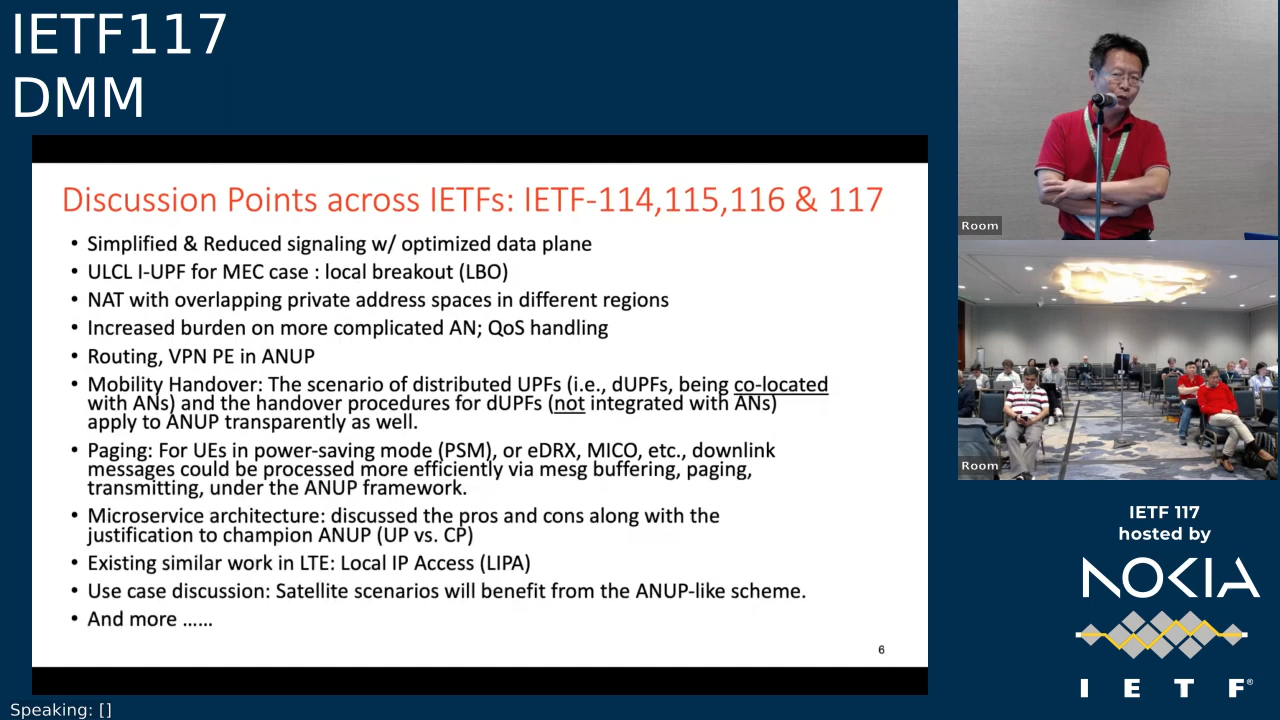 IETF117
DMM
Discussion Points across IETFs: IETF-114,115,116 & 117
• Simplified & Reduced signaling w/ optimized data plane
• ULCL I-UPF for MEC case : local breakout (LBO)
• NAT with overlapping private address spaces in different regions
• Increased burden on more complicated AN; QoS handling
• Routing, VPN PE in ANUP
• Mobility Handover: The scenario of distributed UPFs (i.e., dUPFs, being co-located
with ANs) and the handover procedures for dUPFs (not integrated with ANs)
apply to ANUP transparently as well.
• Paging: For UEs in power-saving mode (PSM), or eDRX, MICO, etc., downlink
messages could be processed more efficiently via mesg buffering, paging,
transmitting, under the ANUP framework.
• Microservice architecture: discussed the pros and cons along with the
justification to champion ANUP (UP vs. CP)
• Existing similar work in LTE: Local IP Access (LIPA)
• Use case discussion: Satellite scenarios will benefit from the ANUP-like scheme.
• And more ......
6
Speaking: []
Room
Room
IETF 117
hosted by
NOKIA
I E T F®